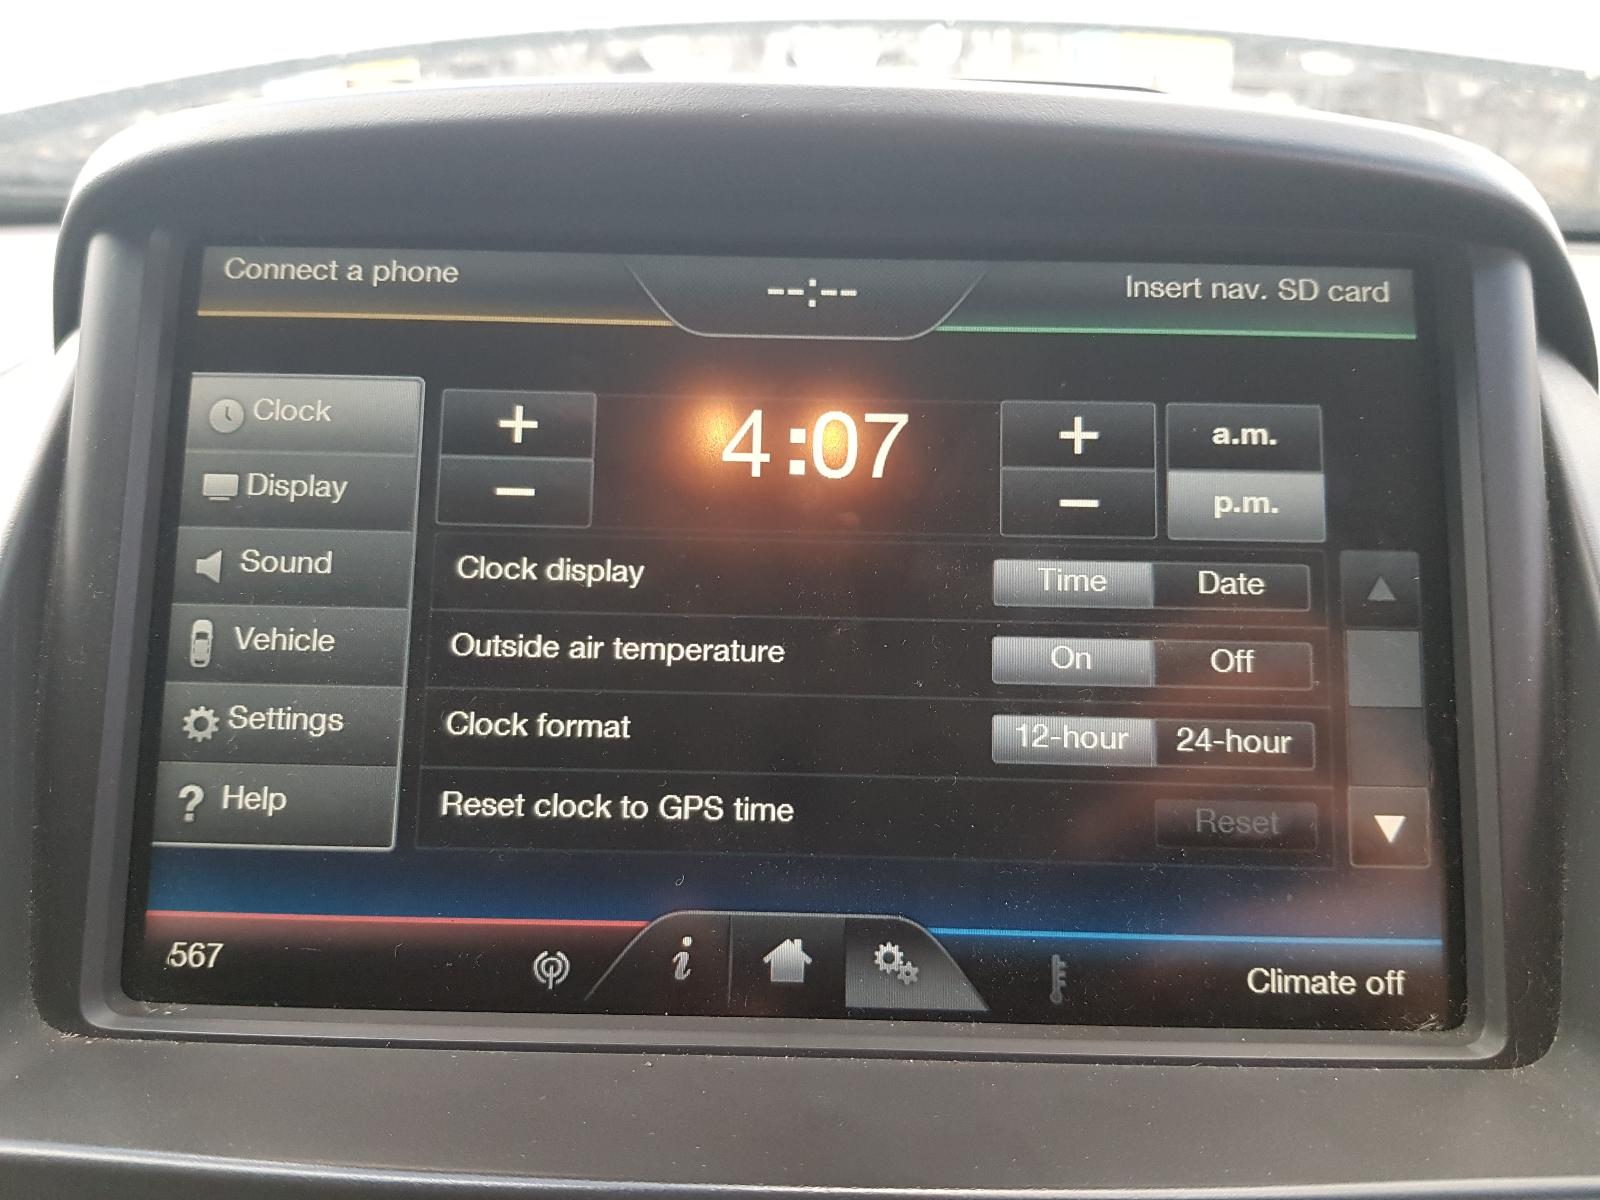 Connect a phone
--:--
Insert nav. SD card
Clock
+
4:07
+
a.m.
Display
−
−
p.m.
Sound
Clock display
Time
Date
Vehicle
Outside air temperature
On
Off
Settings
Clock format
12-hour
24-hour
? Help
Reset clock to GPS time
Reset
567
i
Climate off